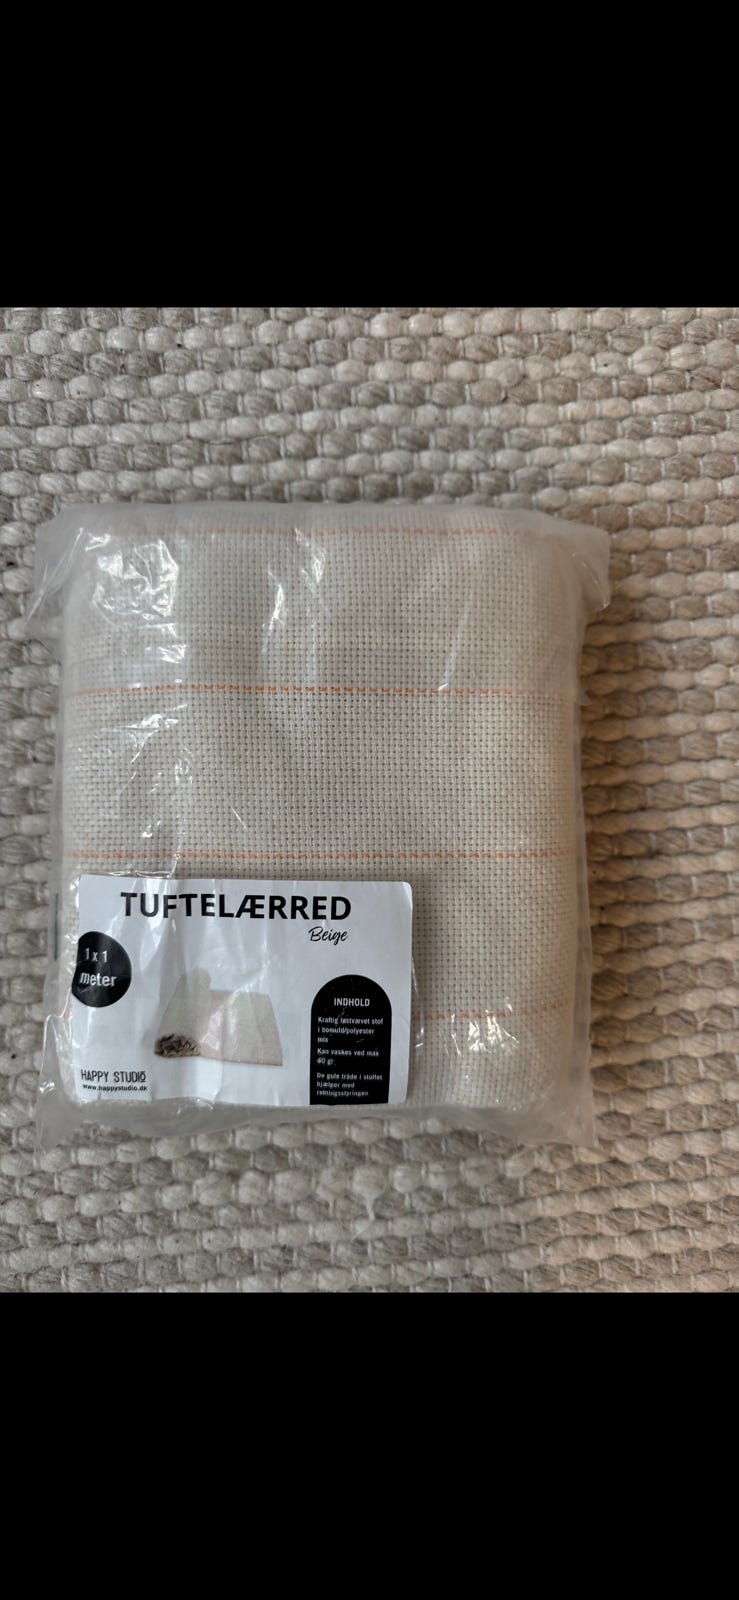 TUFTELÆRRED
Beige
1 x 1
meter
INDHOLD
Kraftig løstvævet stof
i bomuld/polyester
mix
Kan vaskes ved max
40 gr.
De gule tråde i stoffet
hjælper med
retningsstyringen
HAPPY STUDIO
www.happystudio.dk